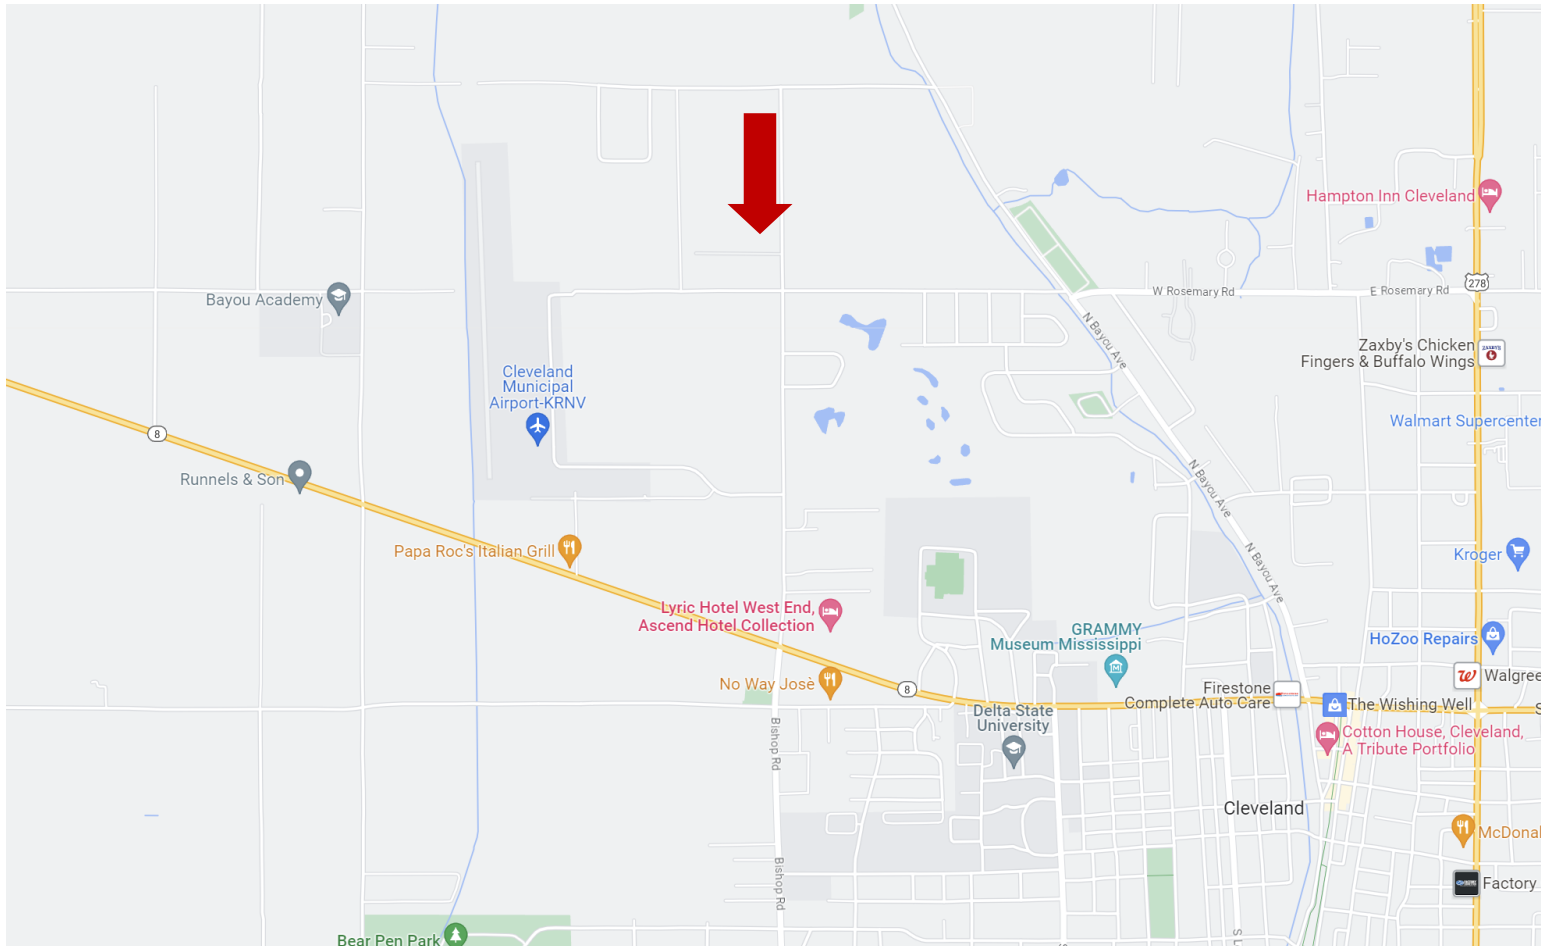 Hampton Inn Cleveland
278
W Rosemary Rd
E Rosemary Rd
Bayou Academy
N Bayou Ave
Zaxby's Chicken
Fingers & Buffalo Wings
ZAXBYS
Cleveland
Municipal
Airport-KRNV
Walmart Supercenter
8
Runnels & Son
N Bayou Ave
Papa Roc's Italian Grill
Kroger
N Bayou Ave
Lyric Hotel West End,
Ascend Hotel Collection
GRAMMY
Museum Mississippi
HoZoo Repairs
No Way Josè
8
Firestone
Complete Auto Care
W
Walgree
The Wishing Well
S
Delta State
University
Cotton House, Cleveland,
A Tribute Portfolio
Bishop Rd
Cleveland
McDonal
Bishop Rd
Factory
Bear Pen Park
S
S L